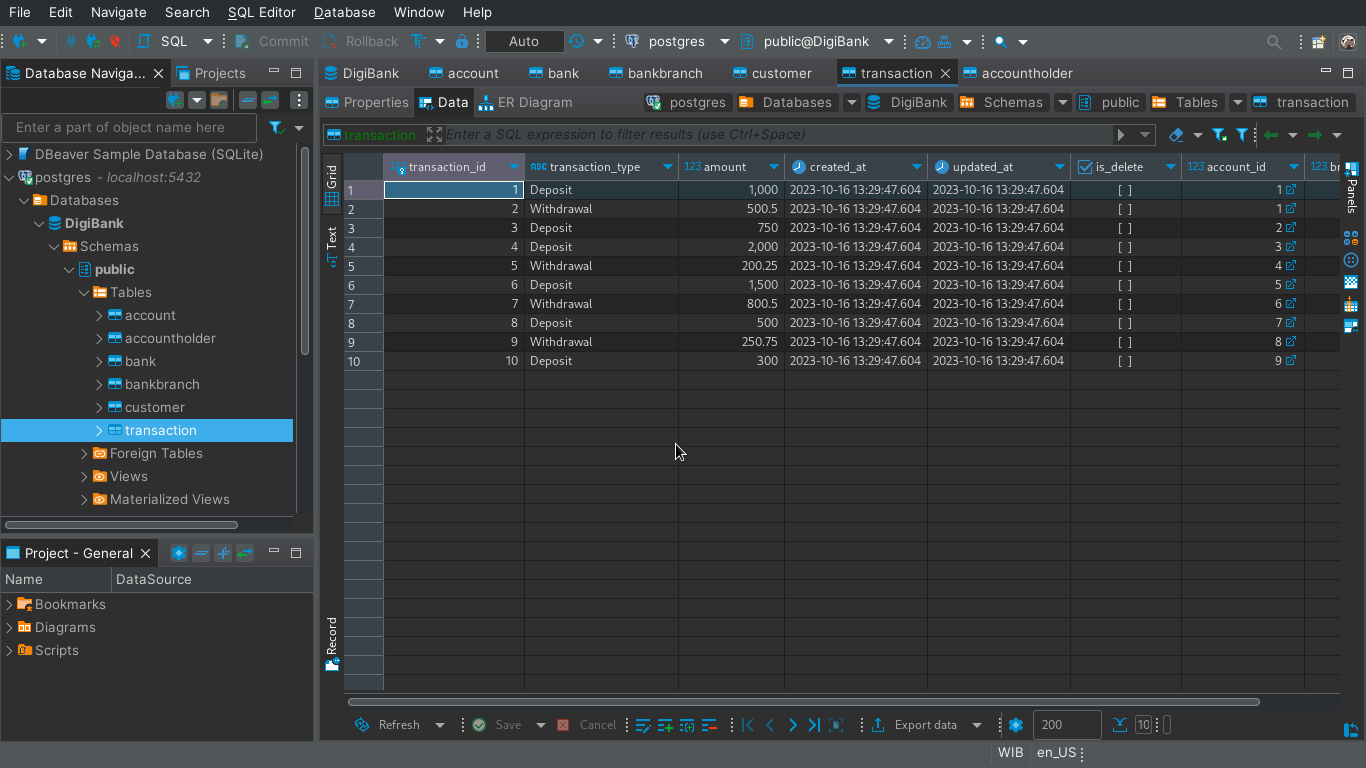 File Edit Navigate Search SQL Editor Database Window Help
SQL Commit Rollback Auto postgres public@DigiBank
Database Naviga... Projects
DigiBank account bank bankbranch customer transaction accountholder
Properties Data ER Diagram postgres Databases DigiBank Schemas public Tables transaction
Enter a part of object name here
transaction Enter a SQL expression to filter results (use Ctrl+Space)
DBeaver Sample Database (SQLite)
postgres - localhost:5432
Databases
DigiBank
Schemas
public
Tables
account
accountholder
bank
bankbranch
customer
transaction
Foreign Tables
Views
Materialized Views
Project - General
Name DataSource
Bookmarks
Diagrams
Scripts
Grid
Text
Record
123 transaction_id ABC transaction_type 123 amount created_at updated_at is_delete 123 account_id 123 br
1 1 Deposit 1,000 2023-10-16 13:29:47.604 2023-10-16 13:29:47.604 [ ] 1
2 2 Withdrawal 500.5 2023-10-16 13:29:47.604 2023-10-16 13:29:47.604 [ ] 1
3 3 Deposit 750 2023-10-16 13:29:47.604 2023-10-16 13:29:47.604 [ ] 2
4 4 Deposit 2,000 2023-10-16 13:29:47.604 2023-10-16 13:29:47.604 [ ] 3
5 5 Withdrawal 200.25 2023-10-16 13:29:47.604 2023-10-16 13:29:47.604 [ ] 4
6 6 Deposit 1,500 2023-10-16 13:29:47.604 2023-10-16 13:29:47.604 [ ] 5
7 7 Withdrawal 800.5 2023-10-16 13:29:47.604 2023-10-16 13:29:47.604 [ ] 6
8 8 Deposit 500 2023-10-16 13:29:47.604 2023-10-16 13:29:47.604 [ ] 7
9 9 Withdrawal 250.75 2023-10-16 13:29:47.604 2023-10-16 13:29:47.604 [ ] 8
10 10 Deposit 300 2023-10-16 13:29:47.604 2023-10-16 13:29:47.604 [ ] 9
Panels
Refresh Save Cancel Export data 200 10
WIB en_US